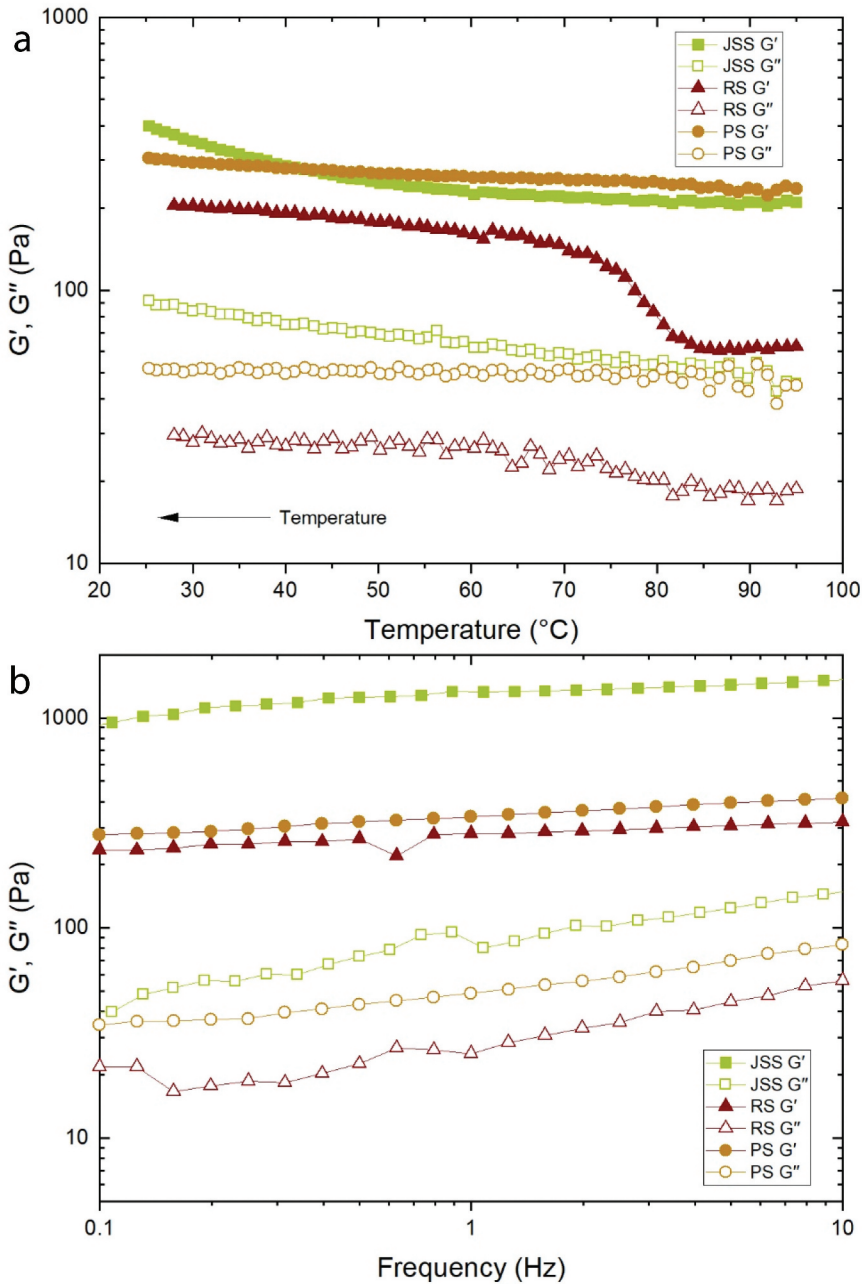 a
1000
100
10
G′, G″ (Pa)
JSS G′
JSS G″
RS G′
RS G″
PS G′
PS G″
Temperature
20 30 40 50 60 70 80 90 100
Temperature (°C)
b
1000
100
10
G′, G″ (Pa)
JSS G′
JSS G″
RS G′
RS G″
PS G′
PS G″
0.1 1 10
Frequency (Hz)